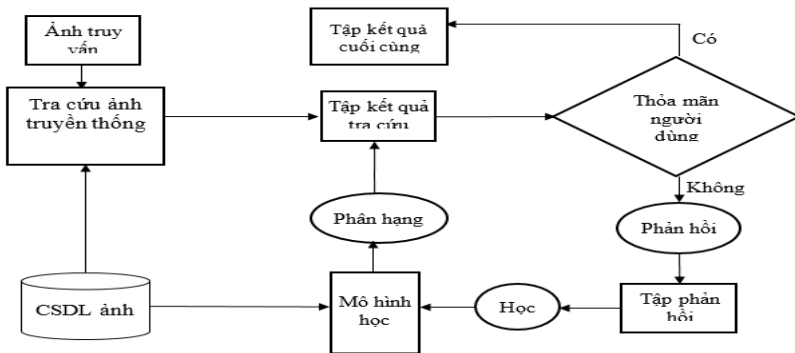 Ảnh truy
vấn
Tập kết quả
cuối cùng
Có
Tra cứu ảnh
truyền thống
Tập kết quả
tra cứu
Thỏa mãn
người
dùng
Không
Phân hạng
Phản hồi
CSDL ảnh
Mô hình
học
Học
Tập phản
hồi